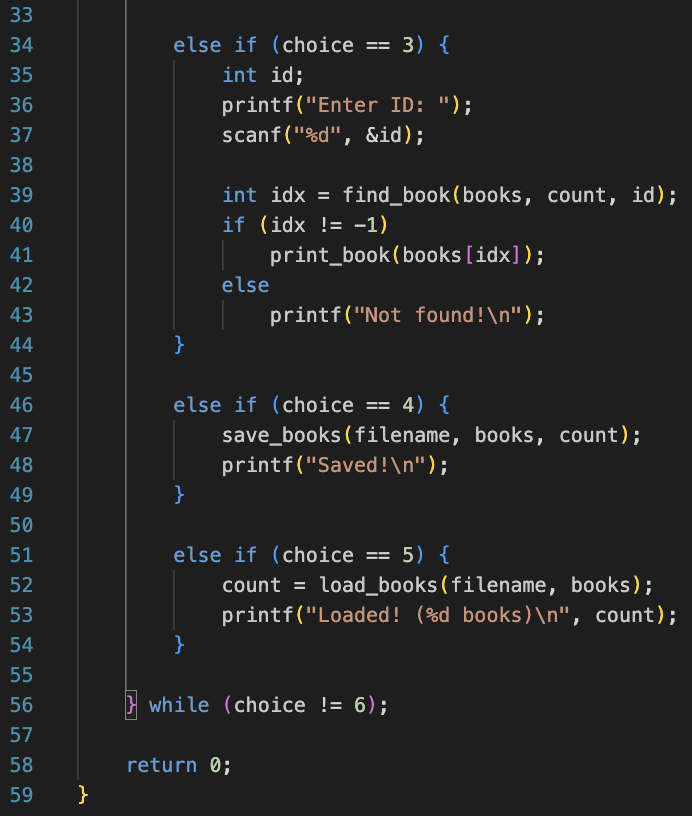 33
34 else if (choice == 3) {
35 int id;
36 printf("Enter ID: ");
37 scanf("%d", &id);
38
39 int idx = find_book(books, count, id);
40 if (idx != -1)
41 print_book(books[idx]);
42 else
43 printf("Not found!\n");
44 }
45
46 else if (choice == 4) {
47 save_books(filename, books, count);
48 printf("Saved!\n");
49 }
50
51 else if (choice == 5) {
52 count = load_books(filename, books);
53 printf("Loaded! (%d books)\n", count);
54 }
55
56 } while (choice != 6);
57
58 return 0;
59 }